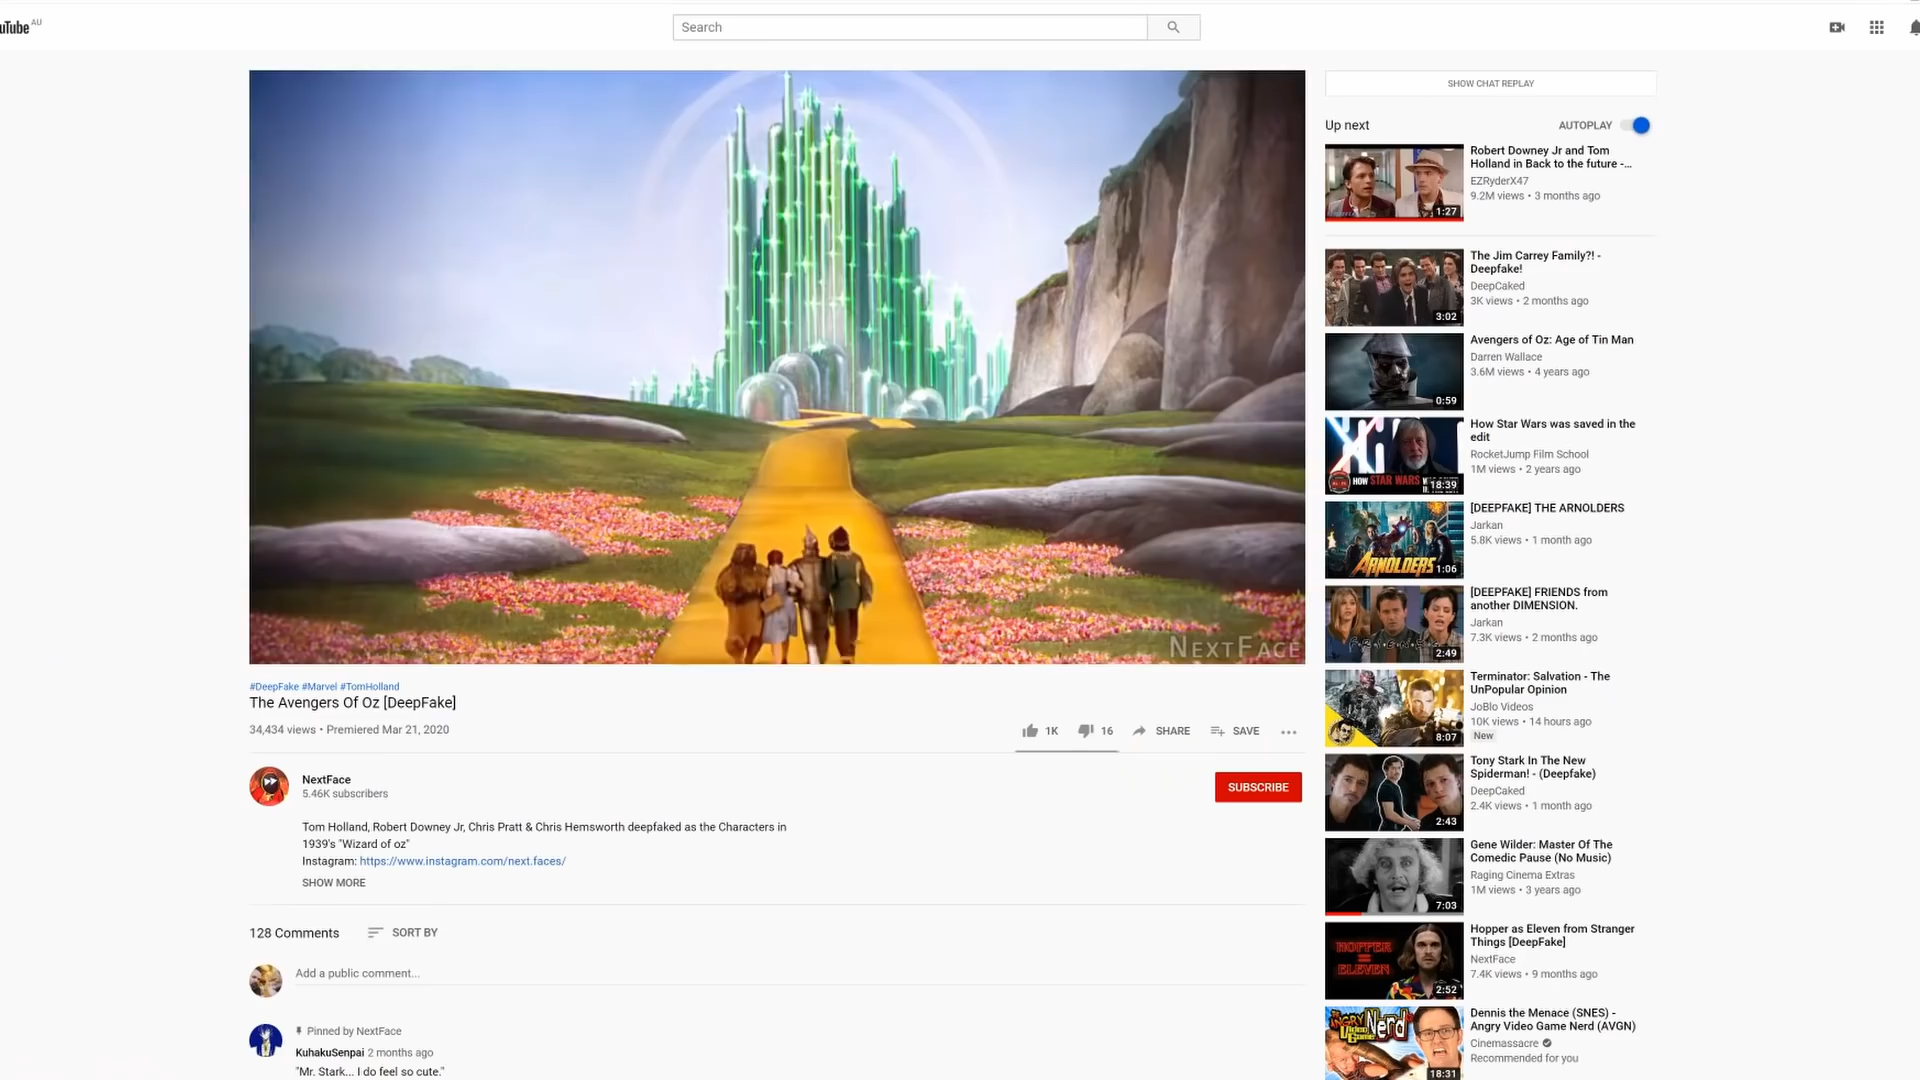 uTube AU
Search
SHOW CHAT REPLAY
Up next
AUTOPLAY
NEXTFACE
#DeepFake #Marvel #TomHolland
The Avengers Of Oz [DeepFake]
34,434 views • Premiered Mar 21, 2020
1K
16
SHARE
SAVE
NextFace
5.46K subscribers
SUBSCRIBE
Tom Holland, Robert Downey Jr, Chris Pratt & Chris Hemsworth deepfaked as the Characters in
1939's "Wizard of oz"
Instagram: https://www.instagram.com/next.faces/
SHOW MORE
128 Comments
SORT BY
Add a public comment...
Pinned by NextFace
KuhakuSenpai 2 months ago
"Mr. Stark... I do feel so cute."
1:27
Robert Downey Jr and Tom
Holland in Back to the future -...
EZRyderX47
9.2M views • 3 months ago
3:02
The Jim Carrey Family?! -
Deepfake!
DeepCaked
3K views • 2 months ago
0:59
Avengers of Oz: Age of Tin Man
Darren Wallace
3.6M views • 4 years ago
HOW STAR WARS
18:39
How Star Wars was saved in the
edit
RocketJump Film School
1M views • 2 years ago
ARNOLDERS
1:06
[DEEPFAKE] THE ARNOLDERS
Jarkan
5.8K views • 1 month ago
F·R·I·E·N
2:49
[DEEPFAKE] FRIENDS from
another DIMENSION.
Jarkan
7.3K views • 2 months ago
8:07
Terminator: Salvation - The
UnPopular Opinion
JoBlo Videos
10K views • 14 hours ago
New
2:43
Tony Stark In The New
Spiderman! - (Deepfake)
DeepCaked
2.4K views • 1 month ago
7:03
Gene Wilder: Master Of The
Comedic Pause (No Music)
Raging Cinema Extras
1M views • 3 years ago
HOPPER
=
ELEVEN
2:52
Hopper as Eleven from Stranger
Things [DeepFake]
NextFace
7.4K views • 9 months ago
THE ANGRY
VIDEO
GAME
Nerd
18:31
Dennis the Menace (SNES) -
Angry Video Game Nerd (AVGN)
Cinemassacre
Recommended for you